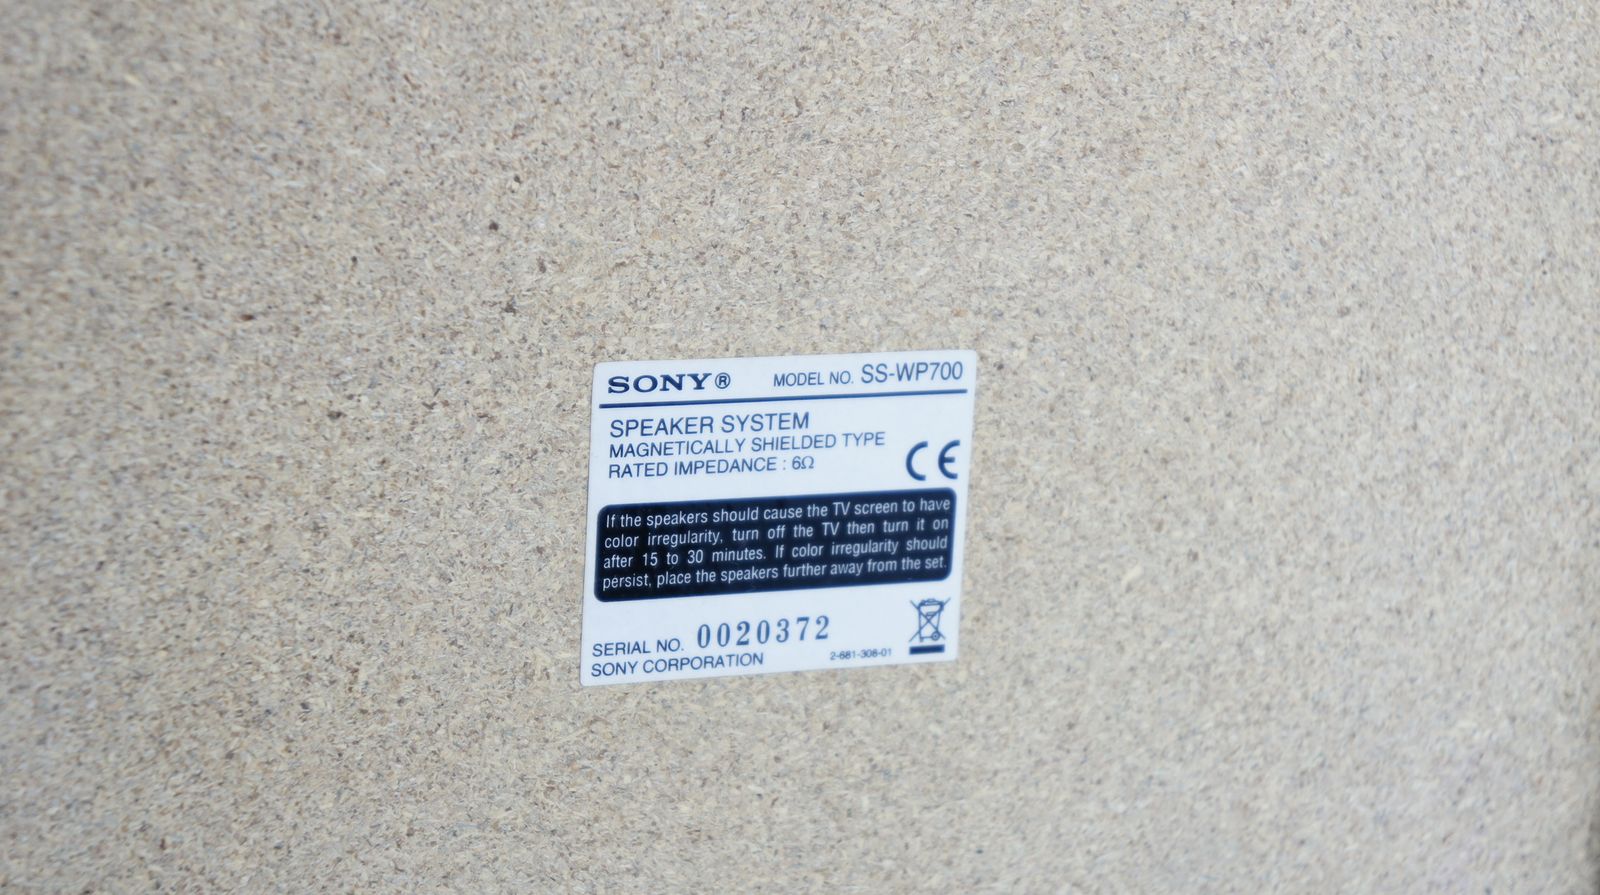 SONY® MODEL NO. SS-WP700
SPEAKER SYSTEM
MAGNETICALLY SHIELDED TYPE
RATED IMPEDANCE : 6Ω
CE
If the speakers should cause the TV screen to have
color irregularity, turn off the TV then turn it on
after 15 to 30 minutes. If color irregularity should
persist, place the speakers further away from the set.
SERIAL NO. 0020372
SONY CORPORATION 2-681-308-01